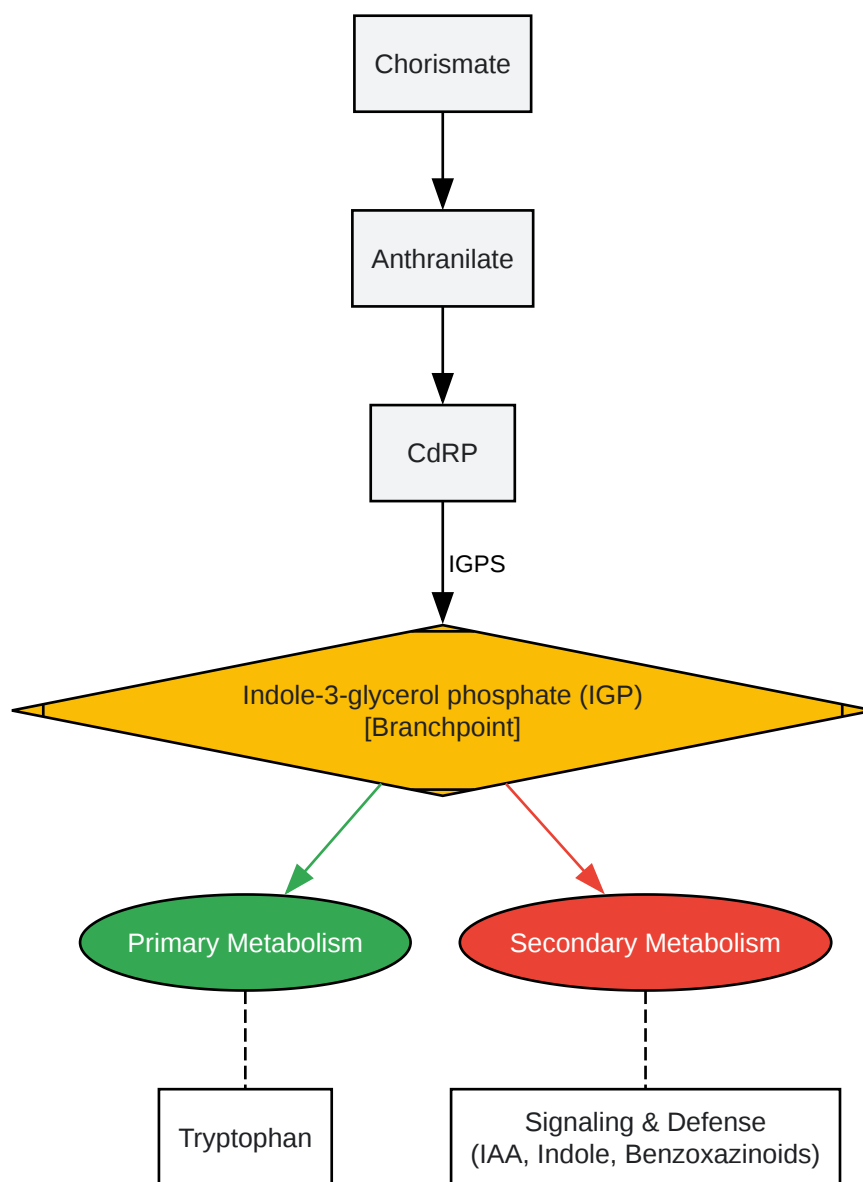 Chorismate
Anthranilate
CdRP
IGPS
Indole-3-glycerol phosphate (IGP)
[Branchpoint]
Primary Metabolism
Secondary Metabolism
Tryptophan
Signaling & Defense
(IAA, Indole, Benzoxazinoids)